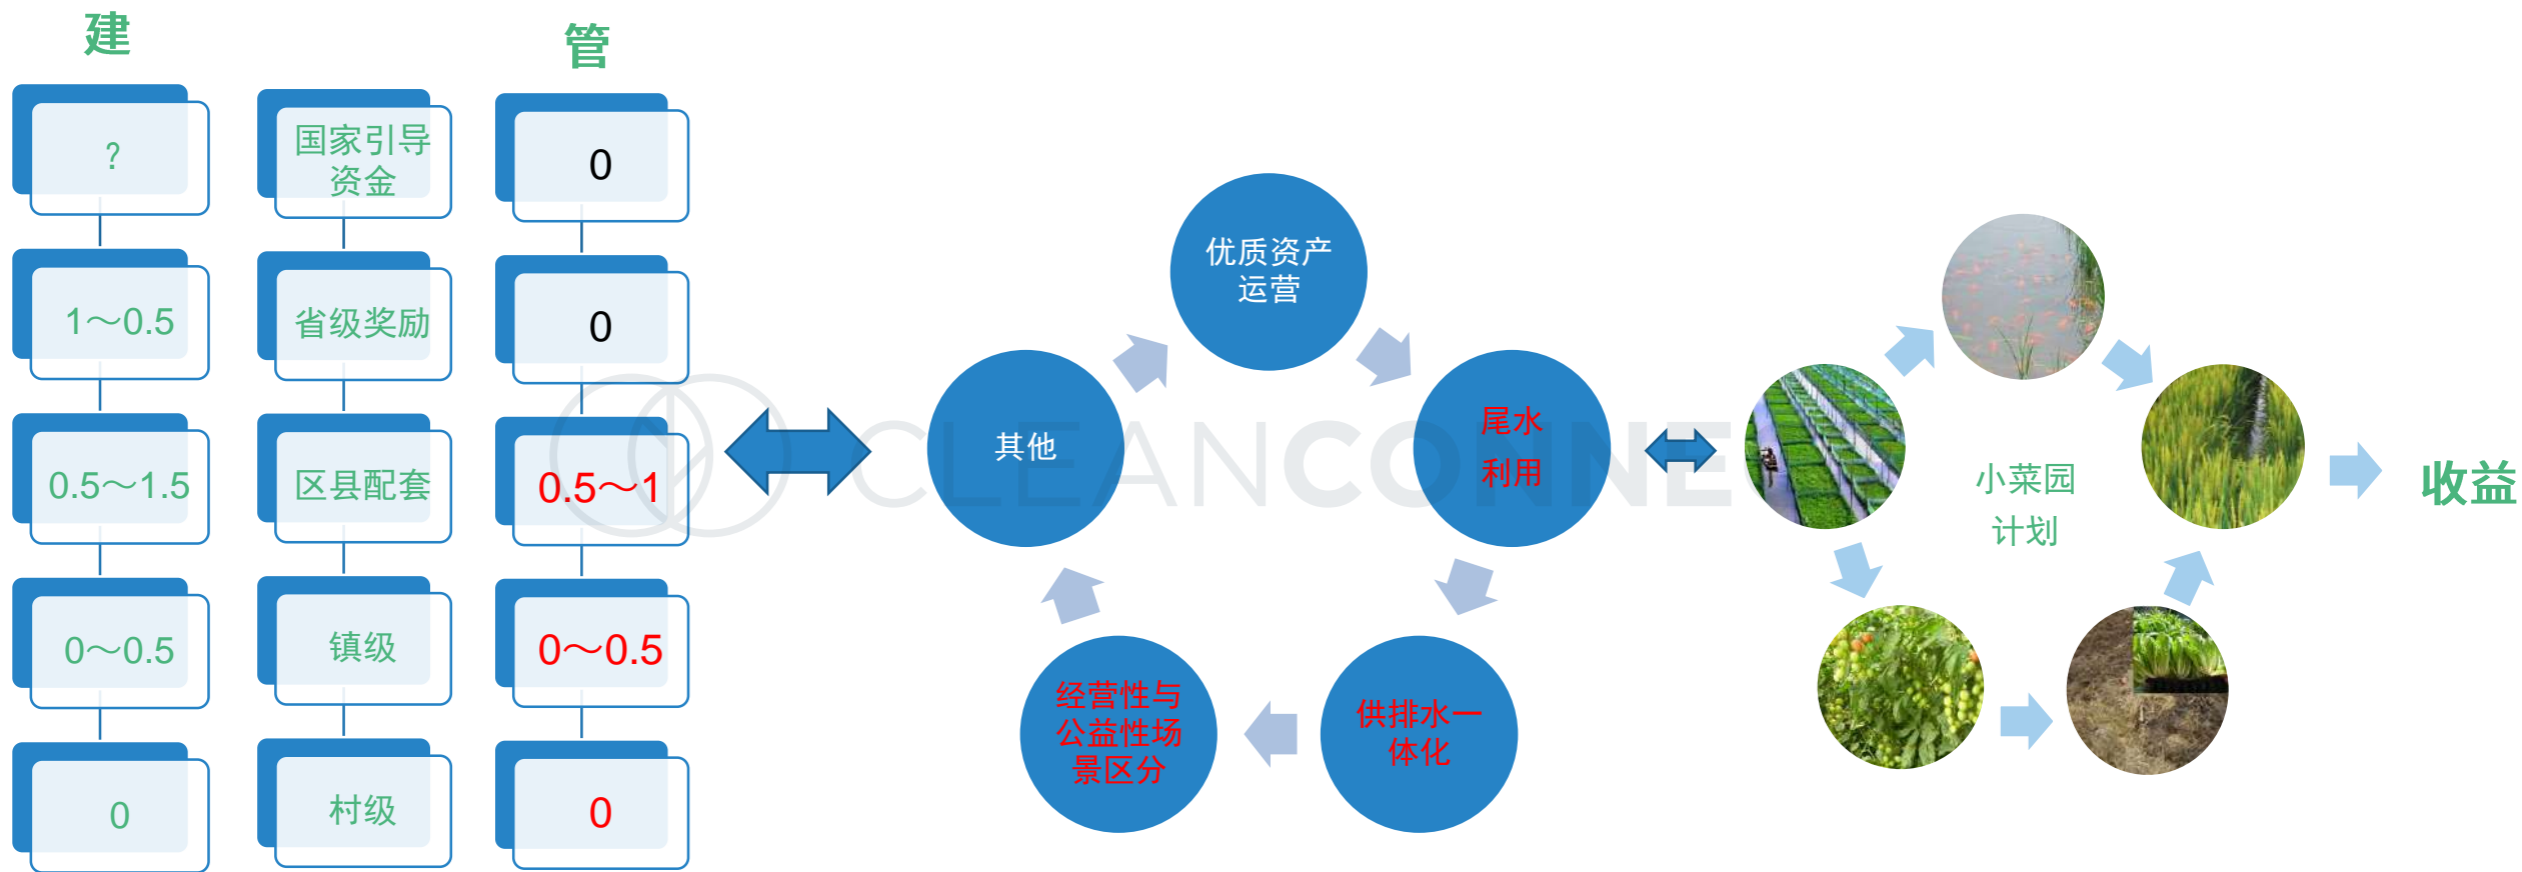 建
管
?
国家引导
资金
0
1～0.5
省级奖励
0
0.5～1.5
区县配套
0.5～1
0～0.5
镇级
0～0.5
0
村级
0
优质资产
运营
其他
尾水
利用
经营性与
公益性场
景区分
供排水一
体化
小菜园
计划
收益
CLEANCONNE